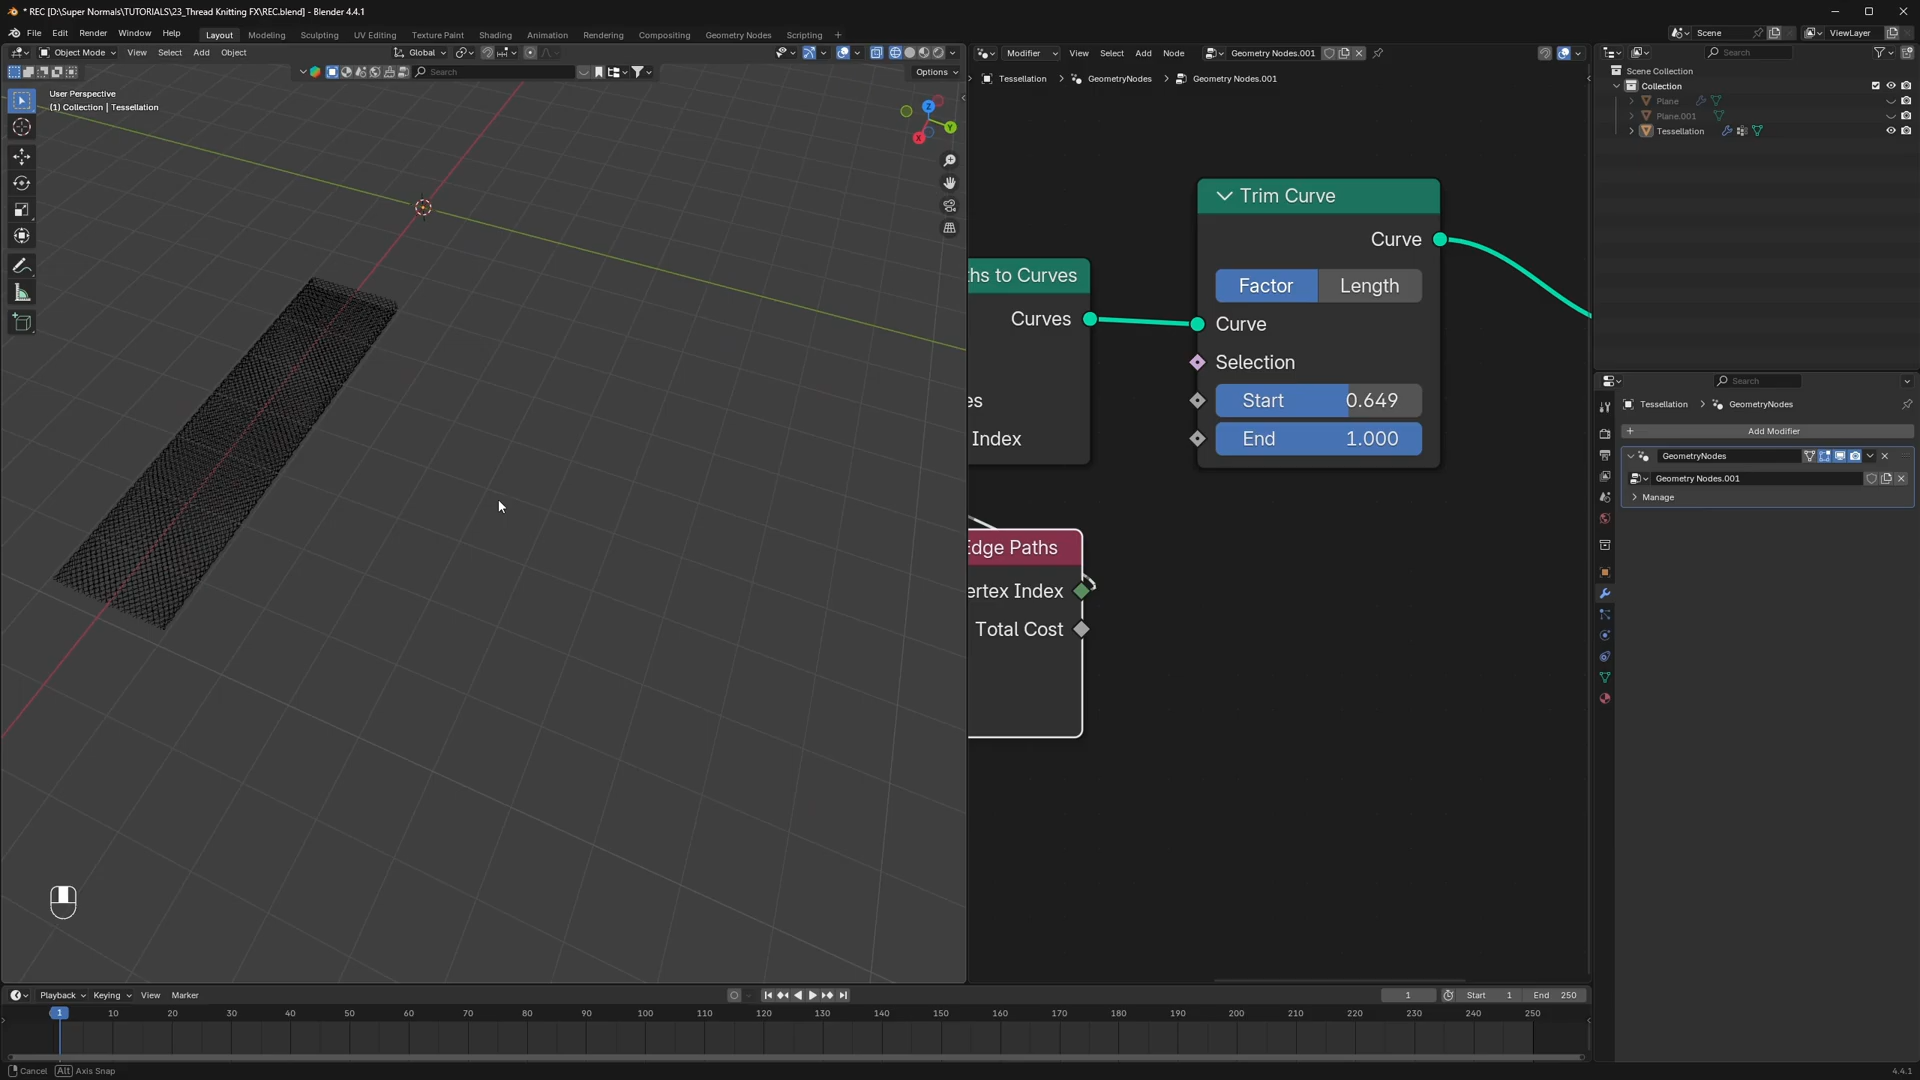 * REC [D:\Super Normals\TUTORIALS\23_Thread Knitting FX\REC.blend] - Blender 4.4.1
File Edit Render Window Help Layout Modeling Sculpting UV Editing Texture Paint Shading Animation Rendering Compositing Geometry Nodes Scripting + Scene ViewLayer
Object Mode View Select Add Object Global Modifier View Select Add Node Geometry Nodes.001 Search
Search Options
Tessellation > GeometryNodes > Geometry Nodes.001
Scene Collection
Collection
Plane
Plane.001
Tessellation
User Perspective
(1) Collection | Tessellation
Z
Y
X
Trim Curve
Curve
Factor Length
Curve
Selection
Start 0.649
End 1.000
ths to Curves
Curves
es
Index
Edge Paths
ertex Index
Total Cost
Search
Tessellation > GeometryNodes
+ Add Modifier
GeometryNodes
Geometry Nodes.001
Manage
Playback Keying View Marker 1 Start 1 End 250
1 10 20 30 40 50 60 70 80 90 100 110 120 130 140 150 160 170 180 190 200 210 220 230 240 250
Cancel Alt Axis Snap 4.4.1